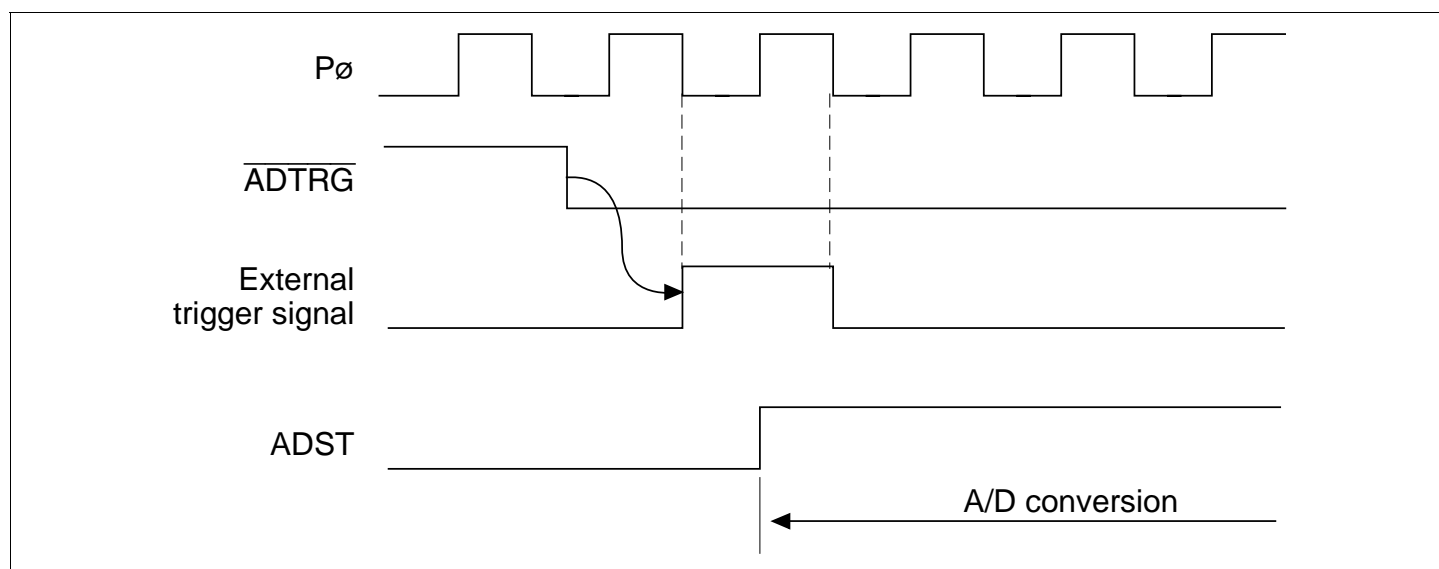 Pø
ADTRG
External
trigger signal
ADST
A/D conversion